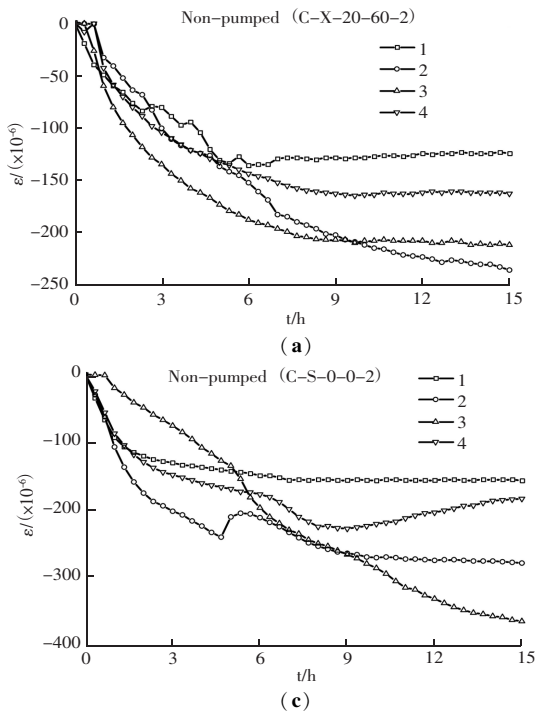 Non-pumped (C-X-20-60-2)
1
2
3
4
0
-50
-100
-150
-200
-250
ε/(×10⁻⁶)
0 3 6 9 12 15
t/h
(a)
Non-pumped (C-S-0-0-2)
1
2
3
4
0
-100
-200
-300
-400
ε/(×10⁻⁶)
0 3 6 9 12 15
t/h
(c)